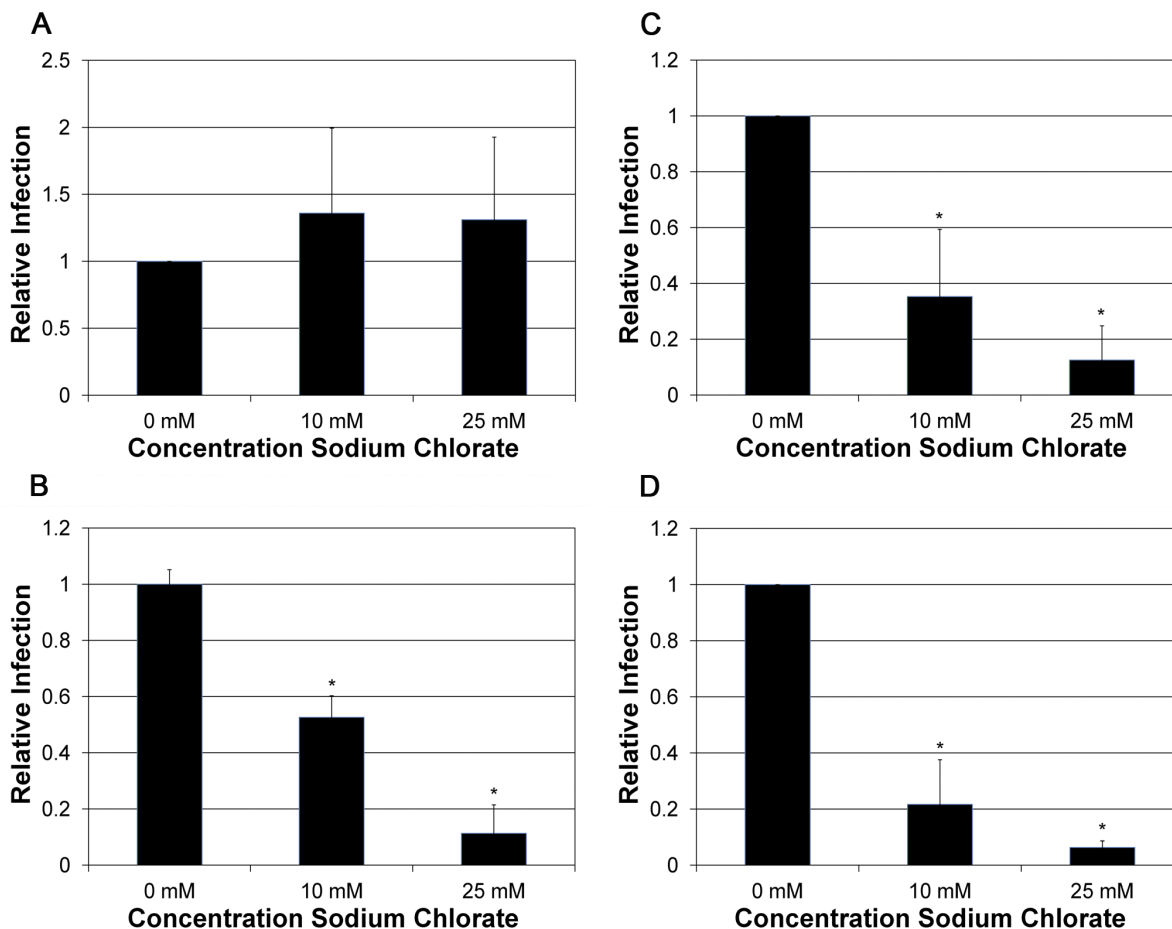 A
Relative Infection
2.5
2
1.5
1
0.5
0
0 mM 10 mM 25 mM
Concentration Sodium Chlorate
B
Relative Infection
1.2
1
0.8
0.6
0.4
0.2
0
*
*
0 mM 10 mM 25 mM
Concentration Sodium Chlorate
C
Relative Infection
1.2
1
0.8
0.6
0.4
0.2
0
*
*
0 mM 10 mM 25 mM
Concentration Sodium Chlorate
D
Relative Infection
1.2
1
0.8
0.6
0.4
0.2
0
*
*
0 mM 10 mM 25 mM
Concentration Sodium Chlorate